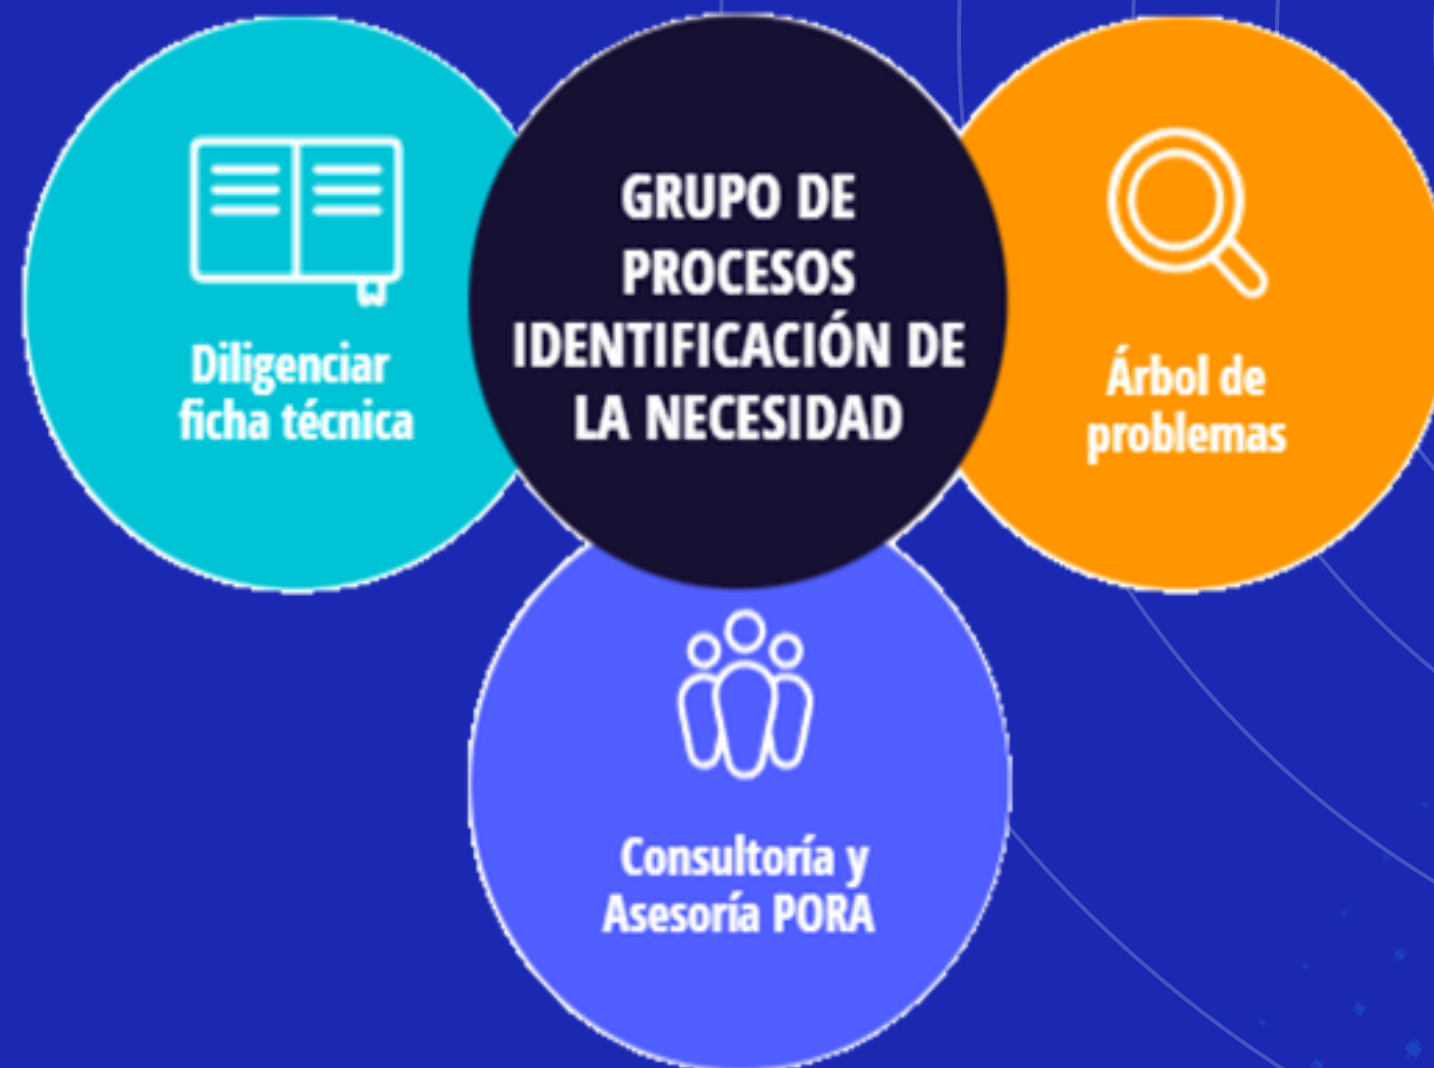 GRUPO DE
PROCESOS
IDENTIFICACIÓN DE
LA NECESIDAD
Diligenciar
ficha técnica
Árbol de
problemas
Consultoría y
Asesoría PORA